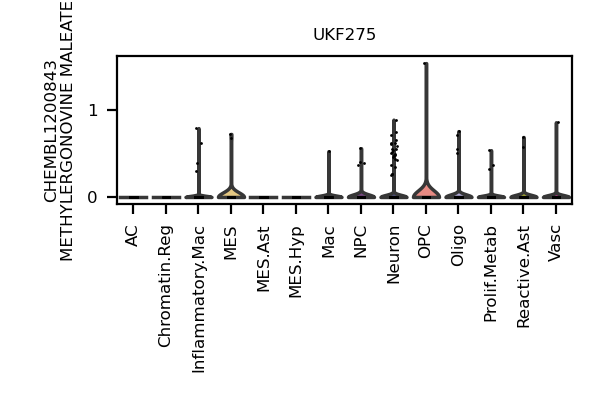 UKF275
CHEMBL1200843
METHYLERGONOVINE MALEATE
1
0
AC
Chromatin.Reg
Inflammatory.Mac
MES
MES.Ast
MES.Hyp
Mac
NPC
Neuron
OPC
Oligo
Prolif.Metab
Reactive.Ast
Vasc